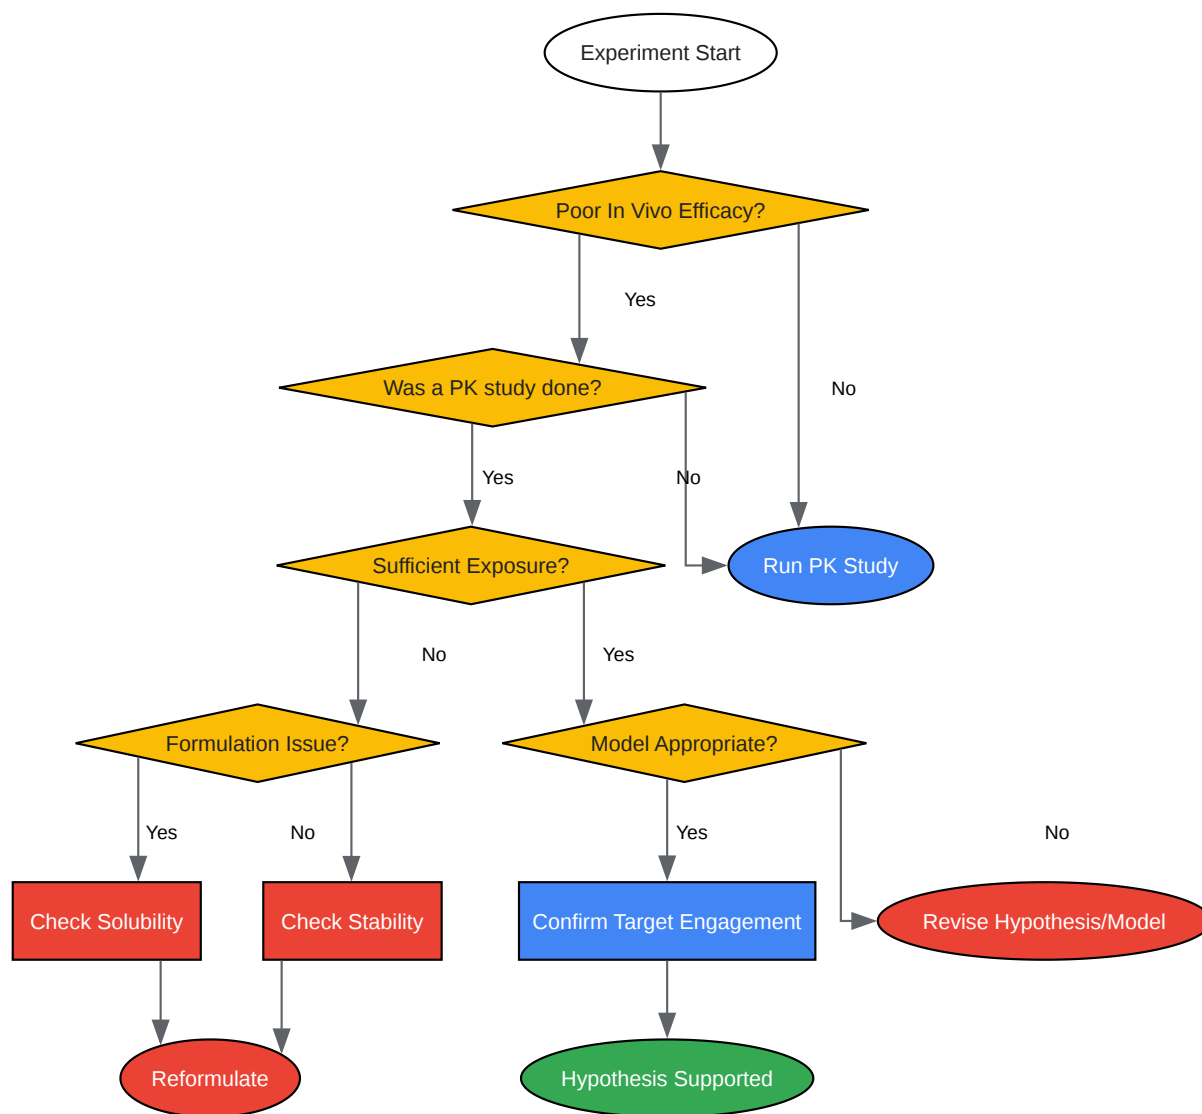 Experiment Start
Poor In Vivo Efficacy?
Yes
Was a PK study done?
No
Yes
No
Sufficient Exposure?
Run PK Study
No
Yes
Formulation Issue?
Model Appropriate?
Yes
No
Yes
No
Check Solubility
Check Stability
Confirm Target Engagement
Revise Hypothesis/Model
Reformulate
Hypothesis Supported